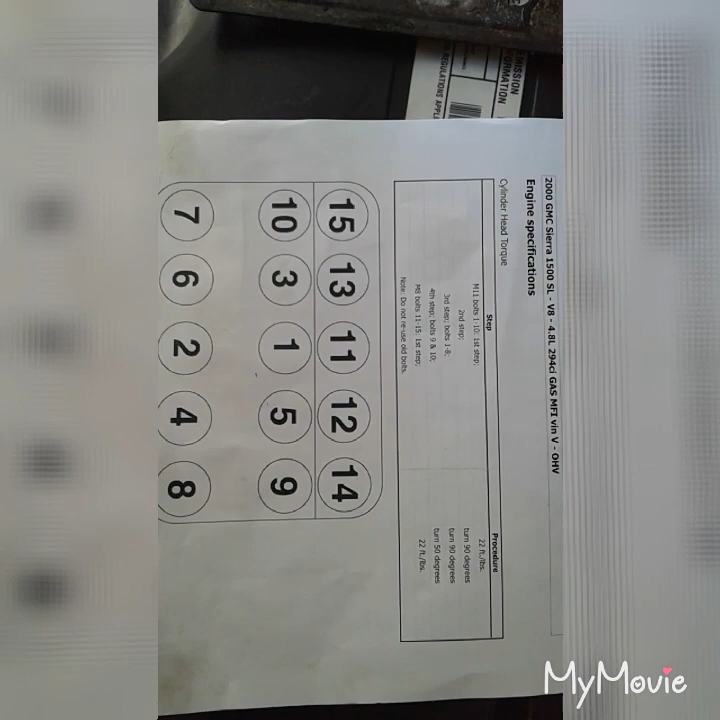 EMISSION
FORMATION
REGULATIONS APPL
2000 GMC Sierra 1500 SL - V8 - 4.8L 294ci GAS MFI vin V - OHV
Engine specifications
Cylinder Head Torque
Step Procedure
M11 bolts 1-10: 1st step; 22 ft./lbs.
2nd step; turn 90 degrees
3rd step; bolts 1-8; turn 90 degrees
4th step; bolts 9 & 10; turn 50 degrees
M8 bolts 11-15: 1st step; 22 ft./lbs.
Note: Do not re-use old bolts.
15 13 11 12 14
10 3 1 5 9
7 6 2 4 8
MyMovie